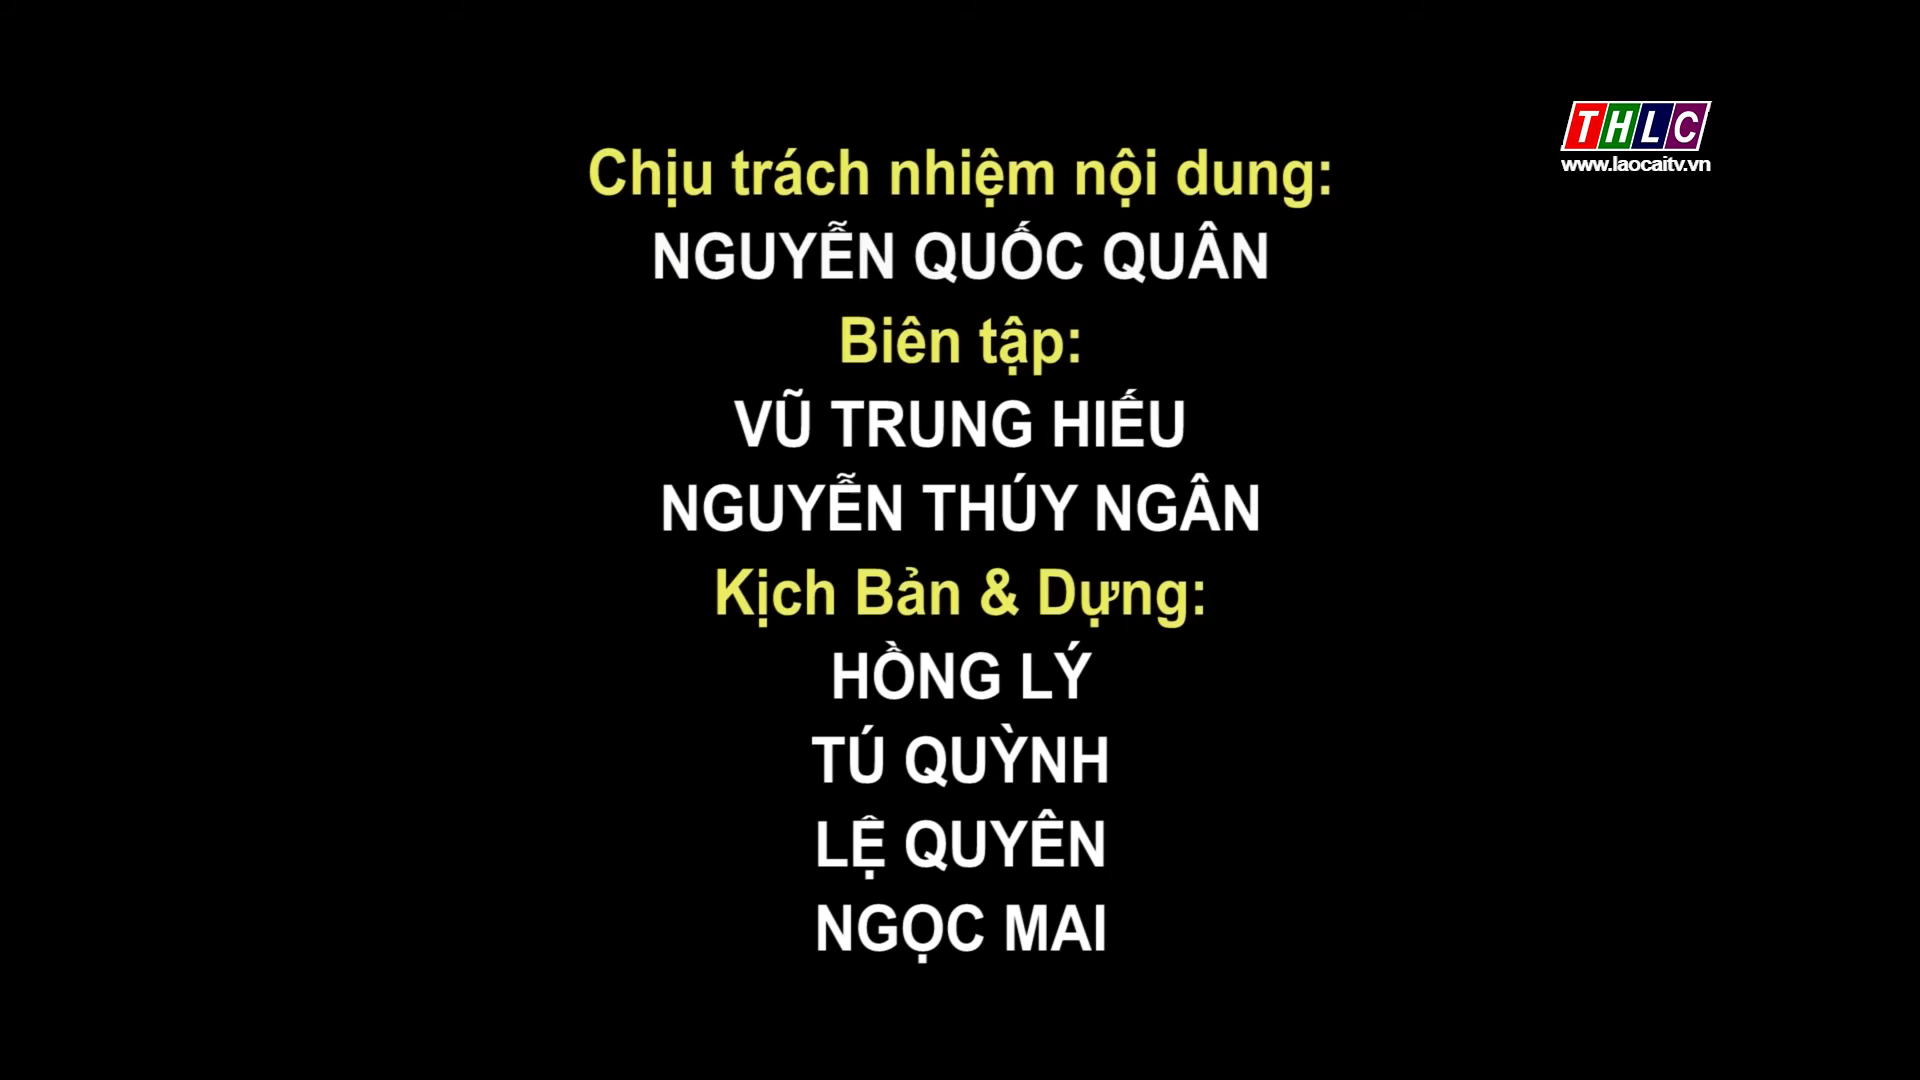 THLC
www.laocaitv.vn
Chịu trách nhiệm nội dung:
NGUYỄN QUỐC QUÂN
Biên tập:
VŨ TRUNG HIẾU
NGUYỄN THÚY NGÂN
Kịch Bản & Dựng:
HỒNG LÝ
TÚ QUỲNH
LỆ QUYÊN
NGỌC MAI